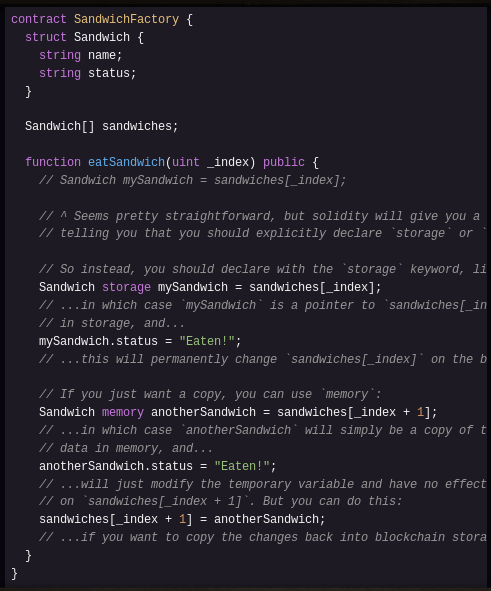 contract SandwichFactory {
  struct Sandwich {
    string name;
    string status;
  }

  Sandwich[] sandwiches;

  function eatSandwich(uint _index) public {
    // Sandwich mySandwich = sandwiches[_index];

    // ^ Seems pretty straightforward, but solidity will give you a
    // telling you that you should explicitly declare `storage` or `

    // So instead, you should declare with the `storage` keyword, li
    Sandwich storage mySandwich = sandwiches[_index];
    // ...in which case `mySandwich` is a pointer to `sandwiches[_in
    // in storage, and...
    mySandwich.status = "Eaten!";
    // ...this will permanently change `sandwiches[_index]` on the b

    // If you just want a copy, you can use `memory`:
    Sandwich memory anotherSandwich = sandwiches[_index + 1];
    // ...in which case `anotherSandwich` will simply be a copy of t
    // data in memory, and...
    anotherSandwich.status = "Eaten!";
    // ...will just modify the temporary variable and have no effect
    // on `sandwiches[_index + 1]`. But you can do this:
    sandwiches[_index + 1] = anotherSandwich;
    // ...if you want to copy the changes back into blockchain stora
  }
}